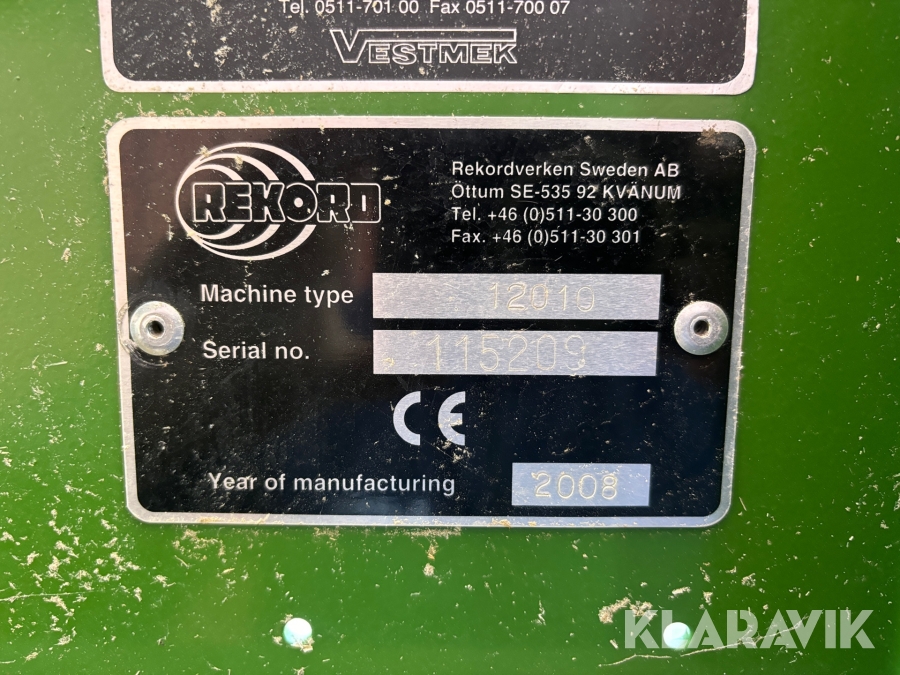 Tel. 0511-701 00 Fax 0511-700 07
VESTMEK
REKORD
Rekordverken Sweden AB
Öttum SE-535 92 KVÄNUM
Tel. +46 (0)511-30 300
Fax. +46 (0)511-30 301
Machine type 12010
Serial no. 115209
CE
Year of manufacturing 2008
KLARAVIK